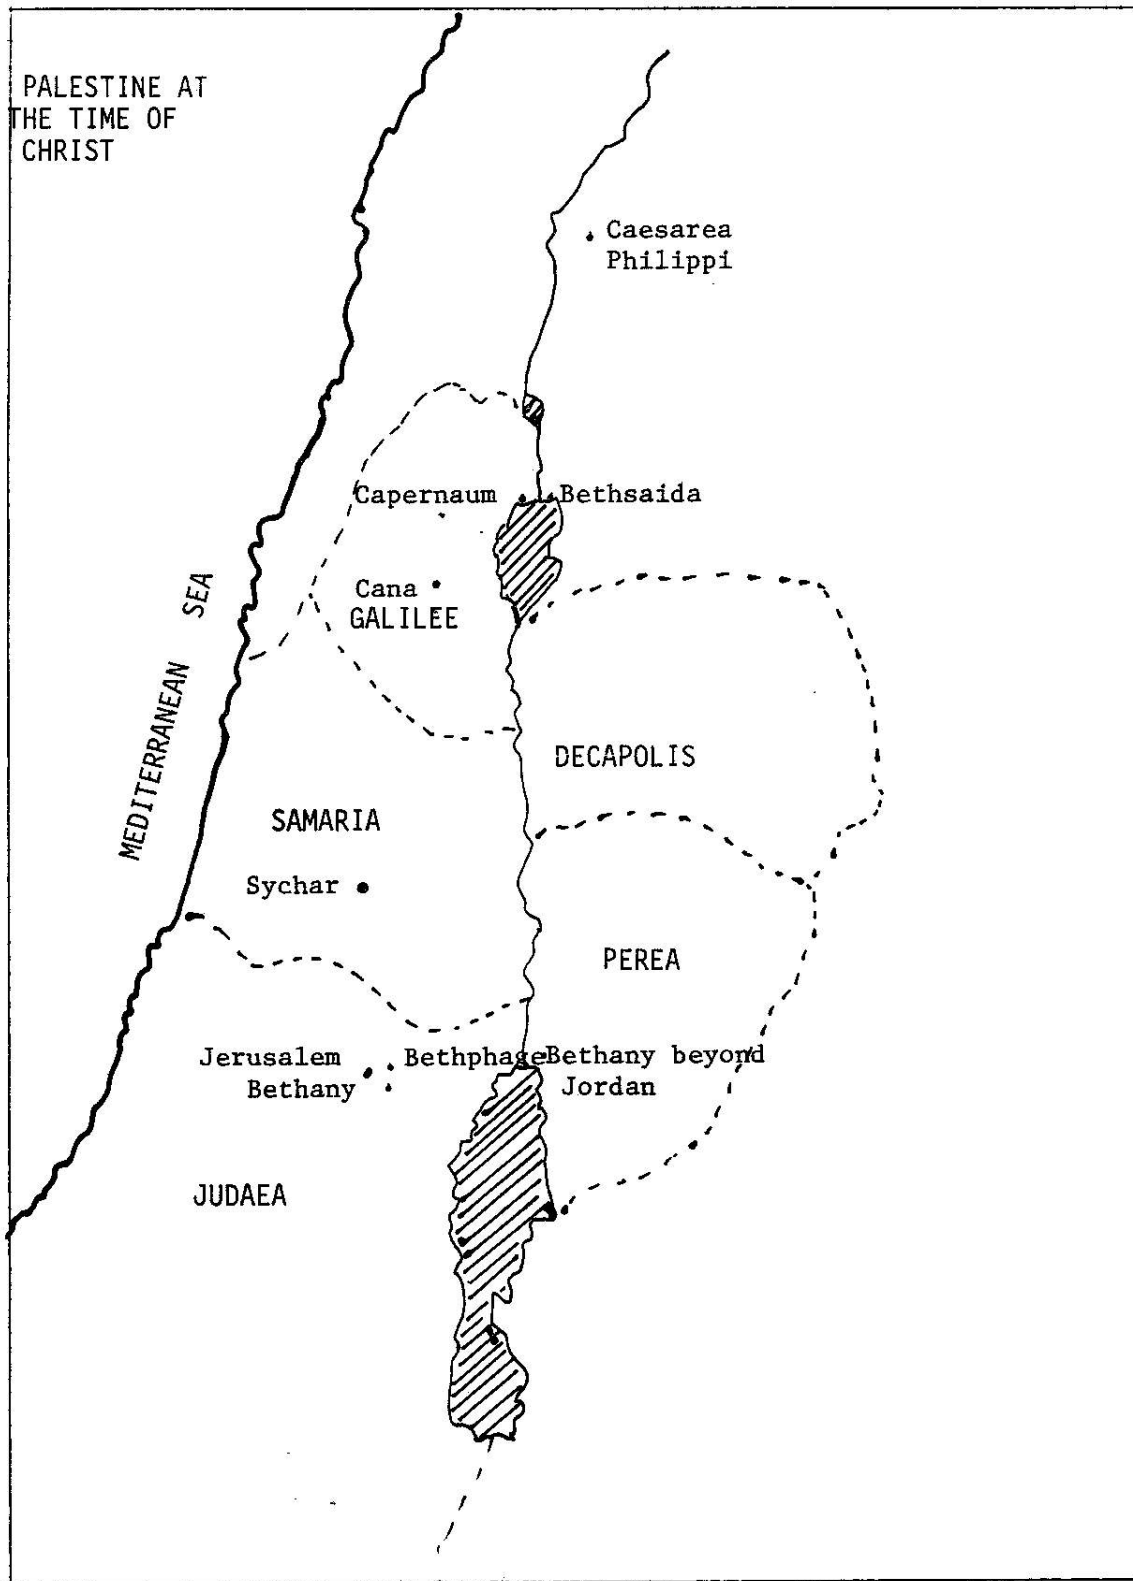 PALESTINE AT
THE TIME OF
CHRIST
Caesarea
Philippi
Capernaum
Bethsaida
Cana
GALILEE
MEDITERRANEAN SEA
DECAPOLIS
SAMARIA
Sychar
PEREA
Jerusalem
Bethphage
Bethany beyond
Jordan
Bethany
JUDAEA